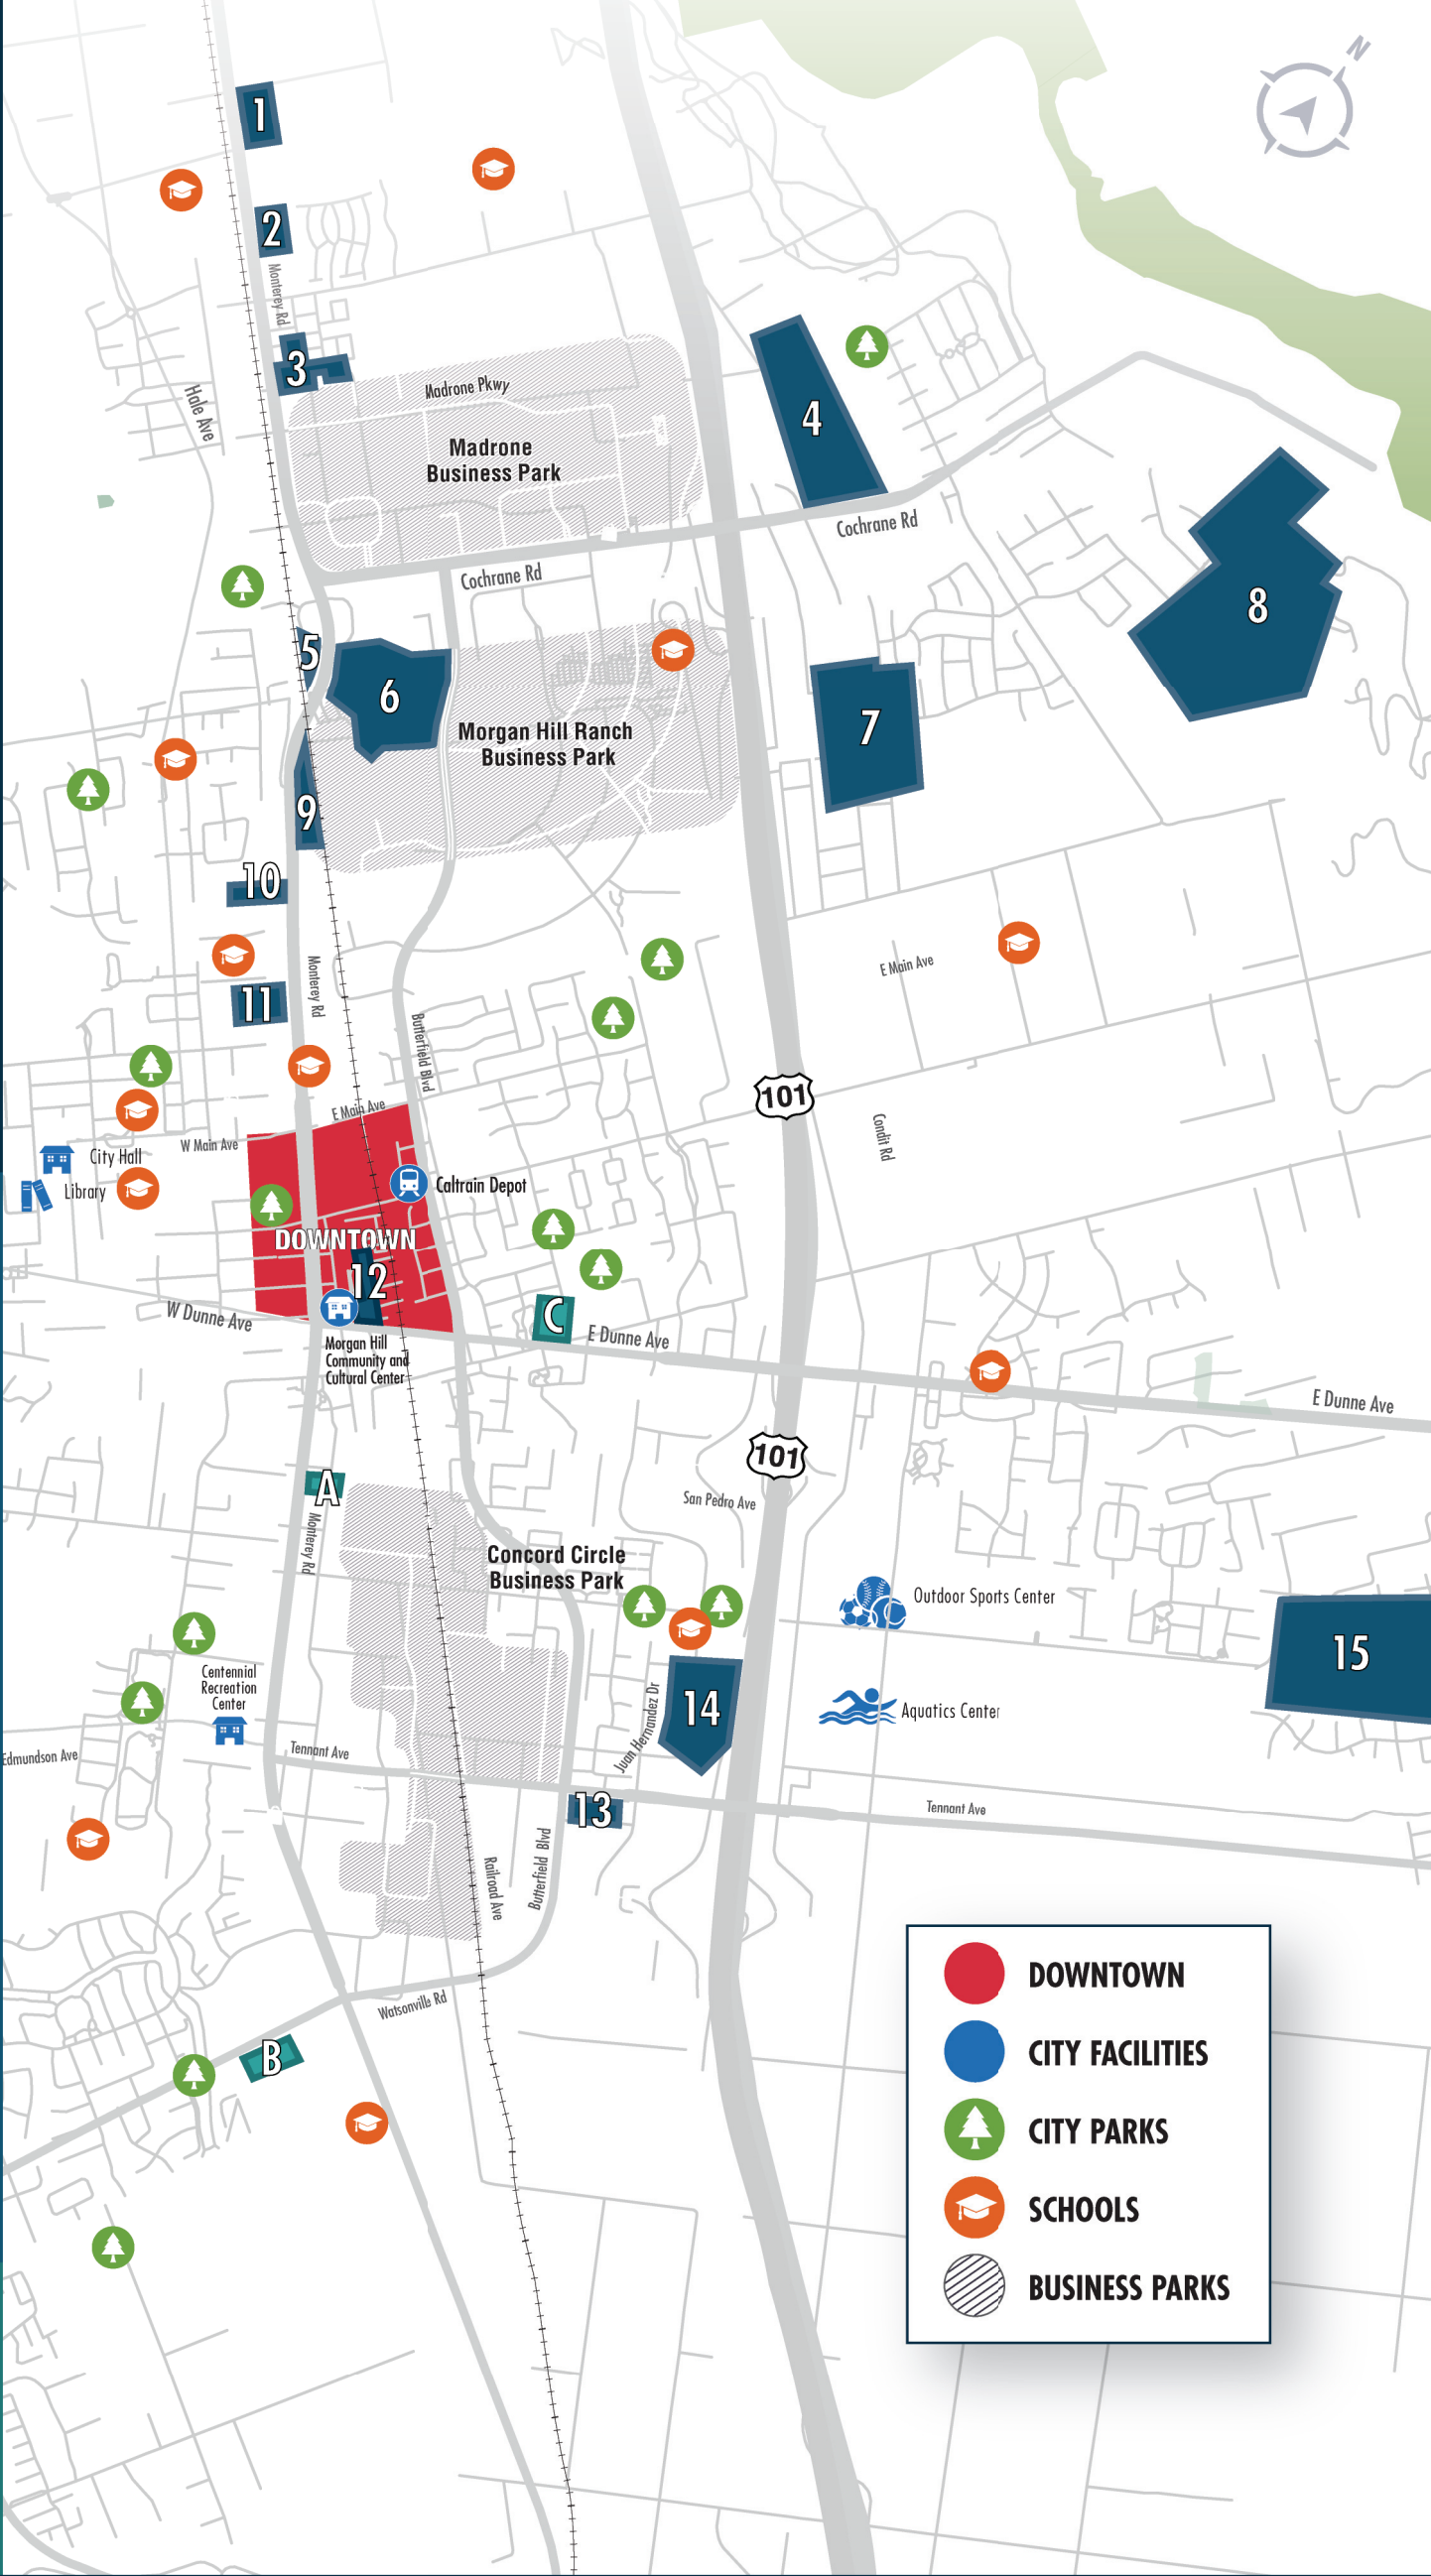 N
1
2
Monterey Rd
3
Hale Ave
Madrone Pkwy
Madrone
Business Park
4
Cochrane Rd
Cochrane Rd
5
6
8
7
Morgan Hill Ranch
Business Park
9
10
11
Monterey Rd
E Main Ave
Butterfield Blvd
101
E Main Ave
W Main Ave
Condit Rd
City Hall
Library
Caltrain Depot
DOWNTOWN
12
W Dunne Ave
C
E Dunne Ave
Morgan Hill
Community and
Cultural Center
E Dunne Ave
101
A
San Pedro Ave
Monterey Rd
Concord Circle
Business Park
Outdoor Sports Center
15
Centennial
Recreation
Center
14
Juan Hernandez Dr
Aquatics Center
Edmundson Ave
Tennant Ave
13
Tennant Ave
Railroad Ave
Butterfield Blvd
Watsonville Rd
B
DOWNTOWN
CITY FACILITIES
CITY PARKS
SCHOOLS
BUSINESS PARKS